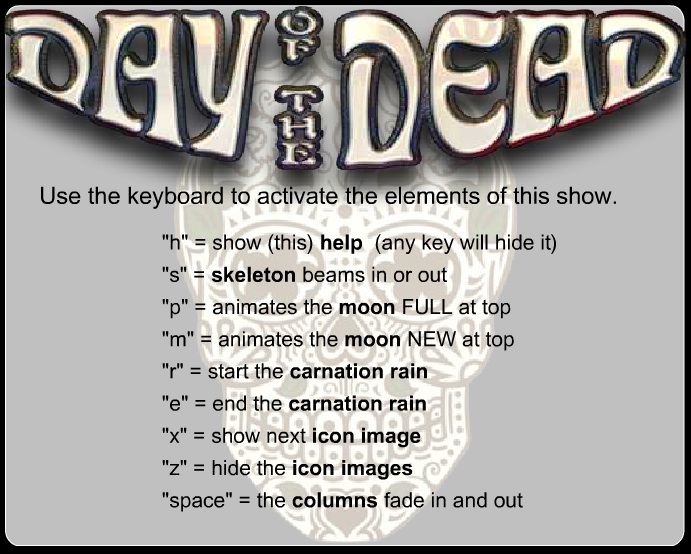 DAY OF THE DEAD
Use the keyboard to activate the elements of this show.
"h" = show (this) help (any key will hide it)
"s" = skeleton beams in or out
"p" = animates the moon FULL at top
"m" = animates the moon NEW at top
"r" = start the carnation rain
"e" = end the carnation rain
"x" = show next icon image
"z" = hide the icon images
"space" = the columns fade in and out